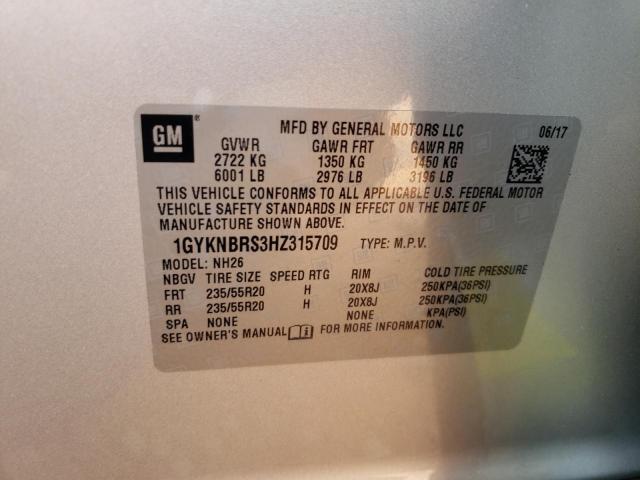 GM ®
MFD BY GENERAL MOTORS LLC 06/17
GVWR GAWR FRT GAWR RR
2722 KG 1350 KG 1450 KG
6001 LB 2976 LB 3196 LB
THIS VEHICLE CONFORMS TO ALL APPLICABLE U.S. FEDERAL MOTOR
VEHICLE SAFETY STANDARDS IN EFFECT ON THE DATE OF
MANUFACTURE SHOWN ABOVE.
1GYKNBRS3HZ315709 TYPE: M.P.V.
MODEL: NH26
NBGV TIRE SIZE SPEED RTG RIM COLD TIRE PRESSURE
FRT 235/55R20 H 20X8J 250KPA(36PSI)
RR 235/55R20 H 20X8J 250KPA(36PSI)
SPA NONE NONE KPA(PSI)
SEE OWNER'S MANUAL FOR MORE INFORMATION.